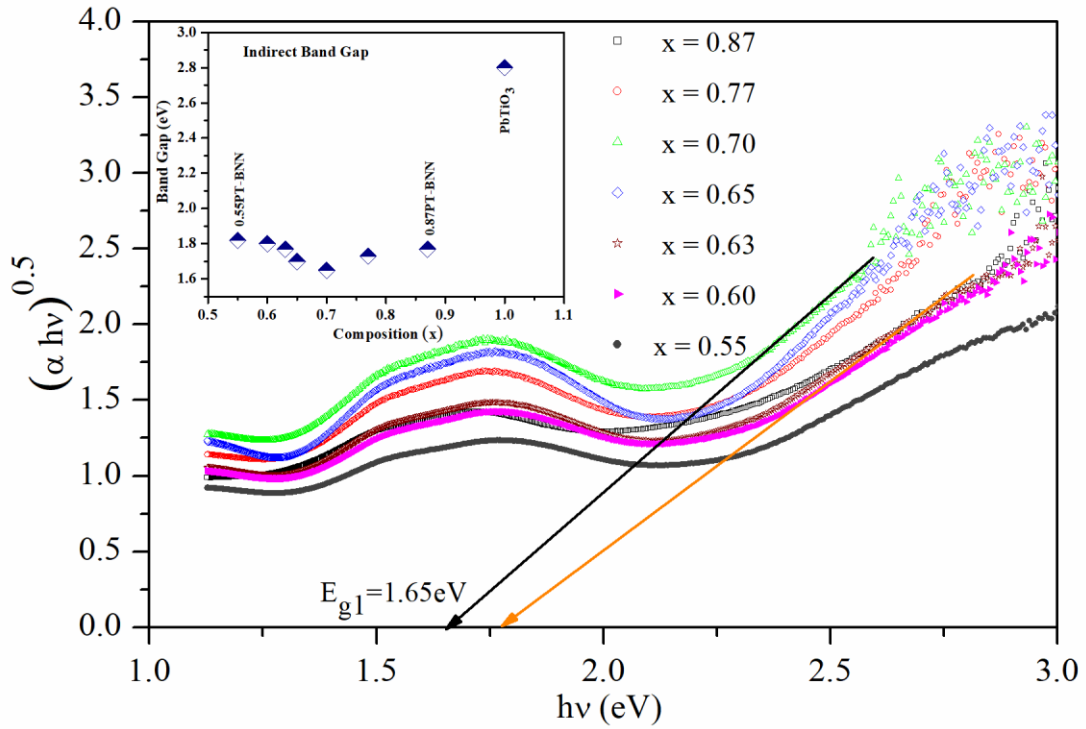 4.0
3.5
3.0
2.5
2.0
1.5
1.0
0.5
0.0
(α hν)^0.5
1.0 1.5 2.0 2.5 3.0
hν (eV)
E_g1=1.65eV
x = 0.87
x = 0.77
x = 0.70
x = 0.65
x = 0.63
x = 0.60
x = 0.55
Indirect Band Gap
3.0
2.8
2.6
2.4
2.2
2.0
1.8
1.6
Band Gap (eV)
0.55PT-BNN
0.87PT-BNN
PbTiO3
0.5 0.6 0.7 0.8 0.9 1.0 1.1
Composition (x)